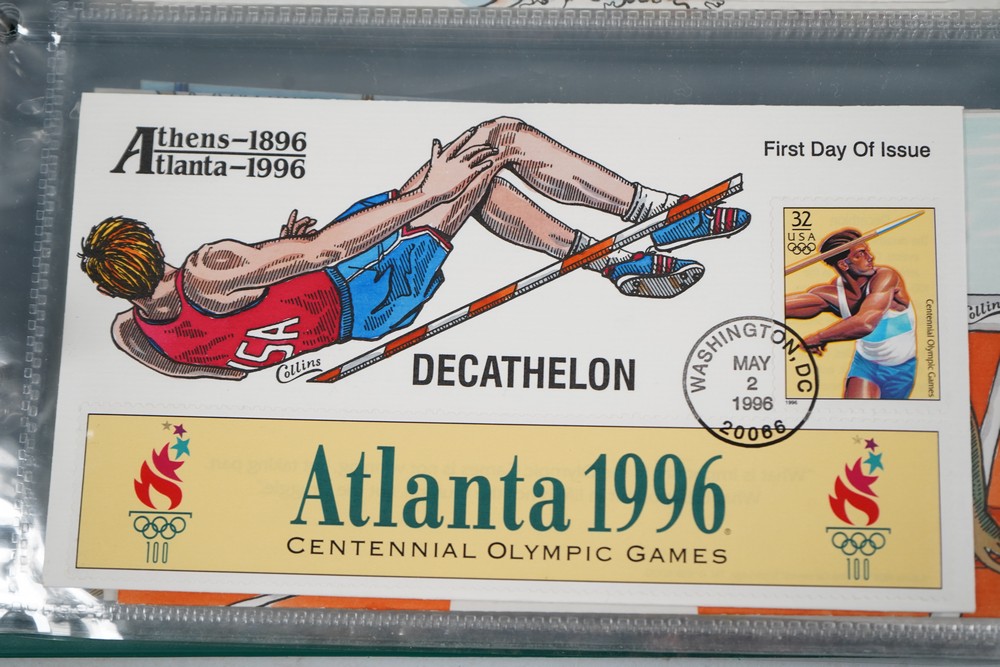 Athens–1896
Atlanta–1996
First Day Of Issue
32
USA
Centennial Olympic Games
1996
SA
Collins
DECATHELON
WASHINGTON, DC
MAY
2
1996
20066
Atlanta 1996
CENTENNIAL OLYMPIC GAMES
100
100